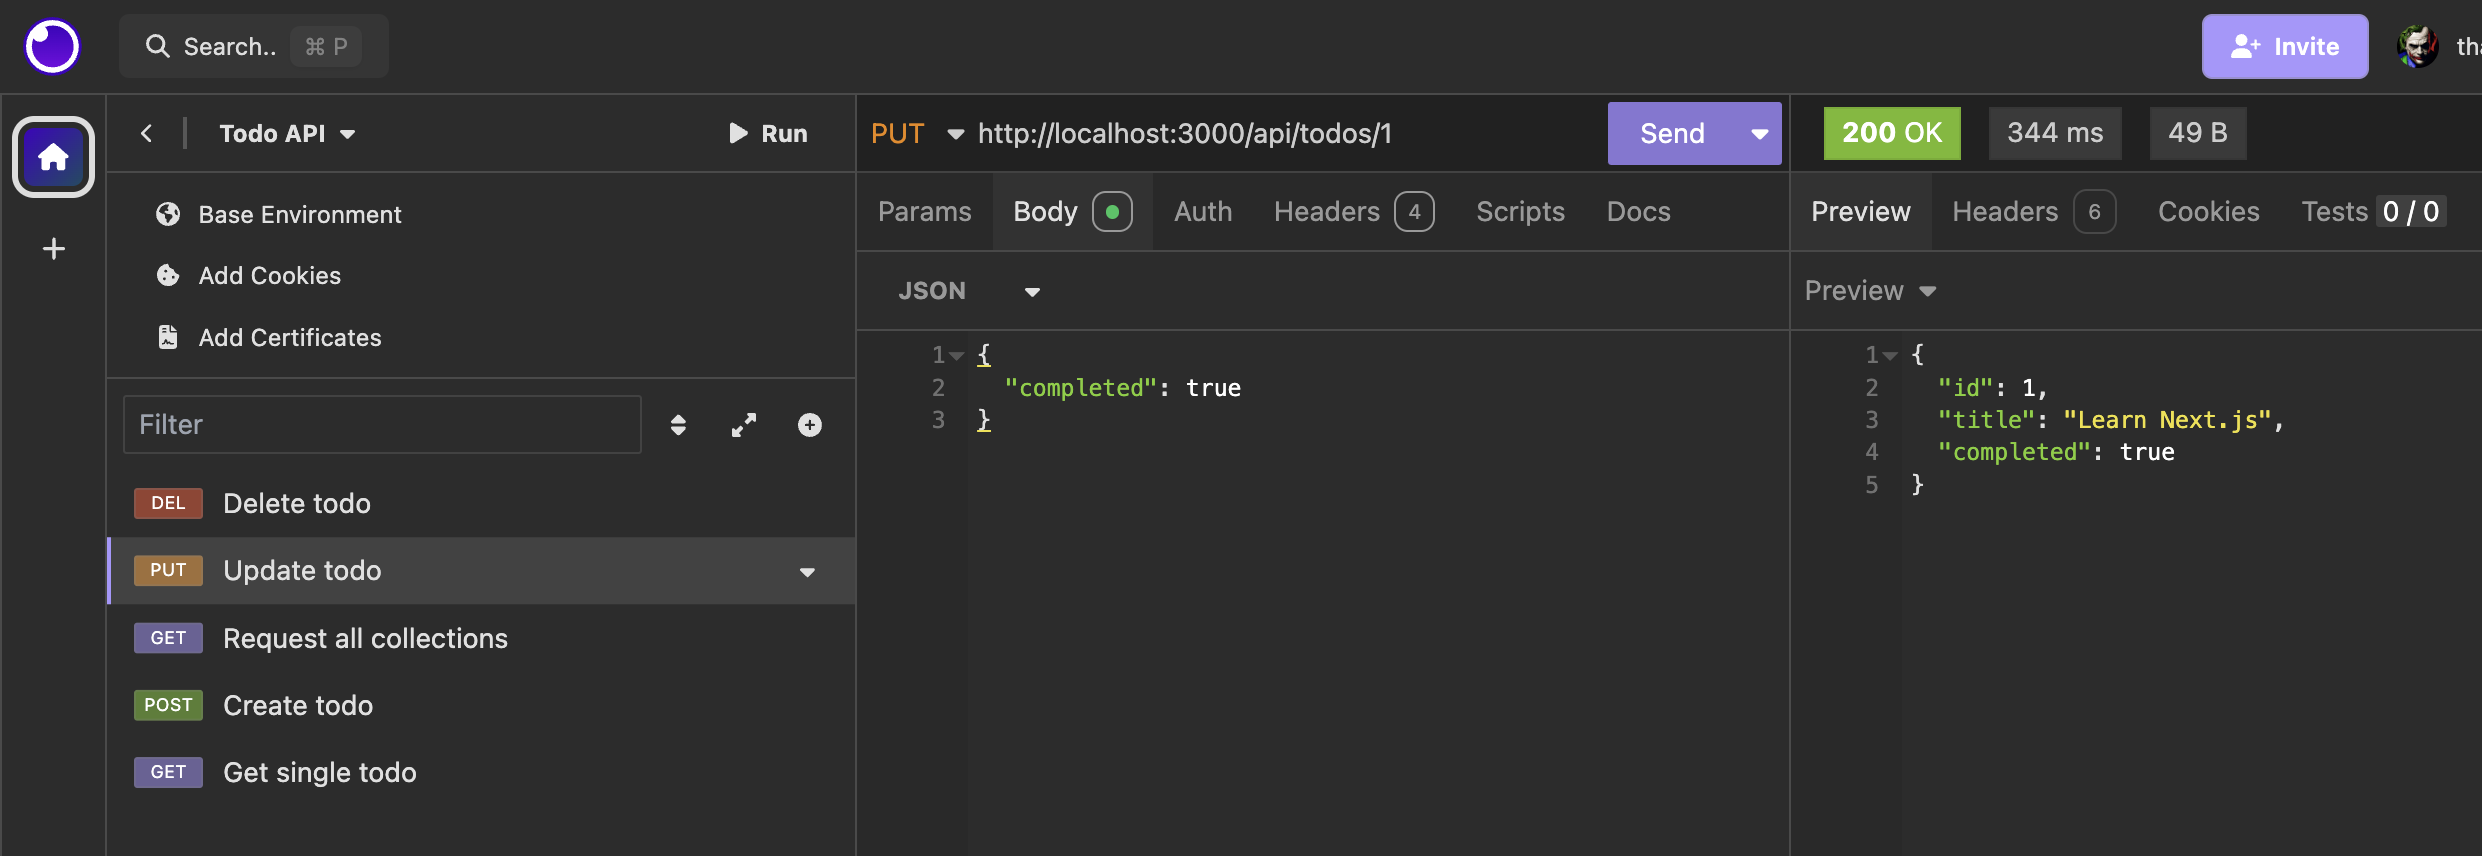 Search.. ⌘ P
Invite
tha
Todo API
Run
Base Environment
Add Cookies
Add Certificates
Filter
DEL Delete todo
PUT Update todo
GET Request all collections
POST Create todo
GET Get single todo
PUT http://localhost:3000/api/todos/1 Send
Params Body Auth Headers 4 Scripts Docs
JSON
1 {
2 "completed": true
3 }
200 OK 344 ms 49 B
Preview Headers 6 Cookies Tests 0 / 0
Preview
1 {
2 "id": 1,
3 "title": "Learn Next.js",
4 "completed": true
5 }